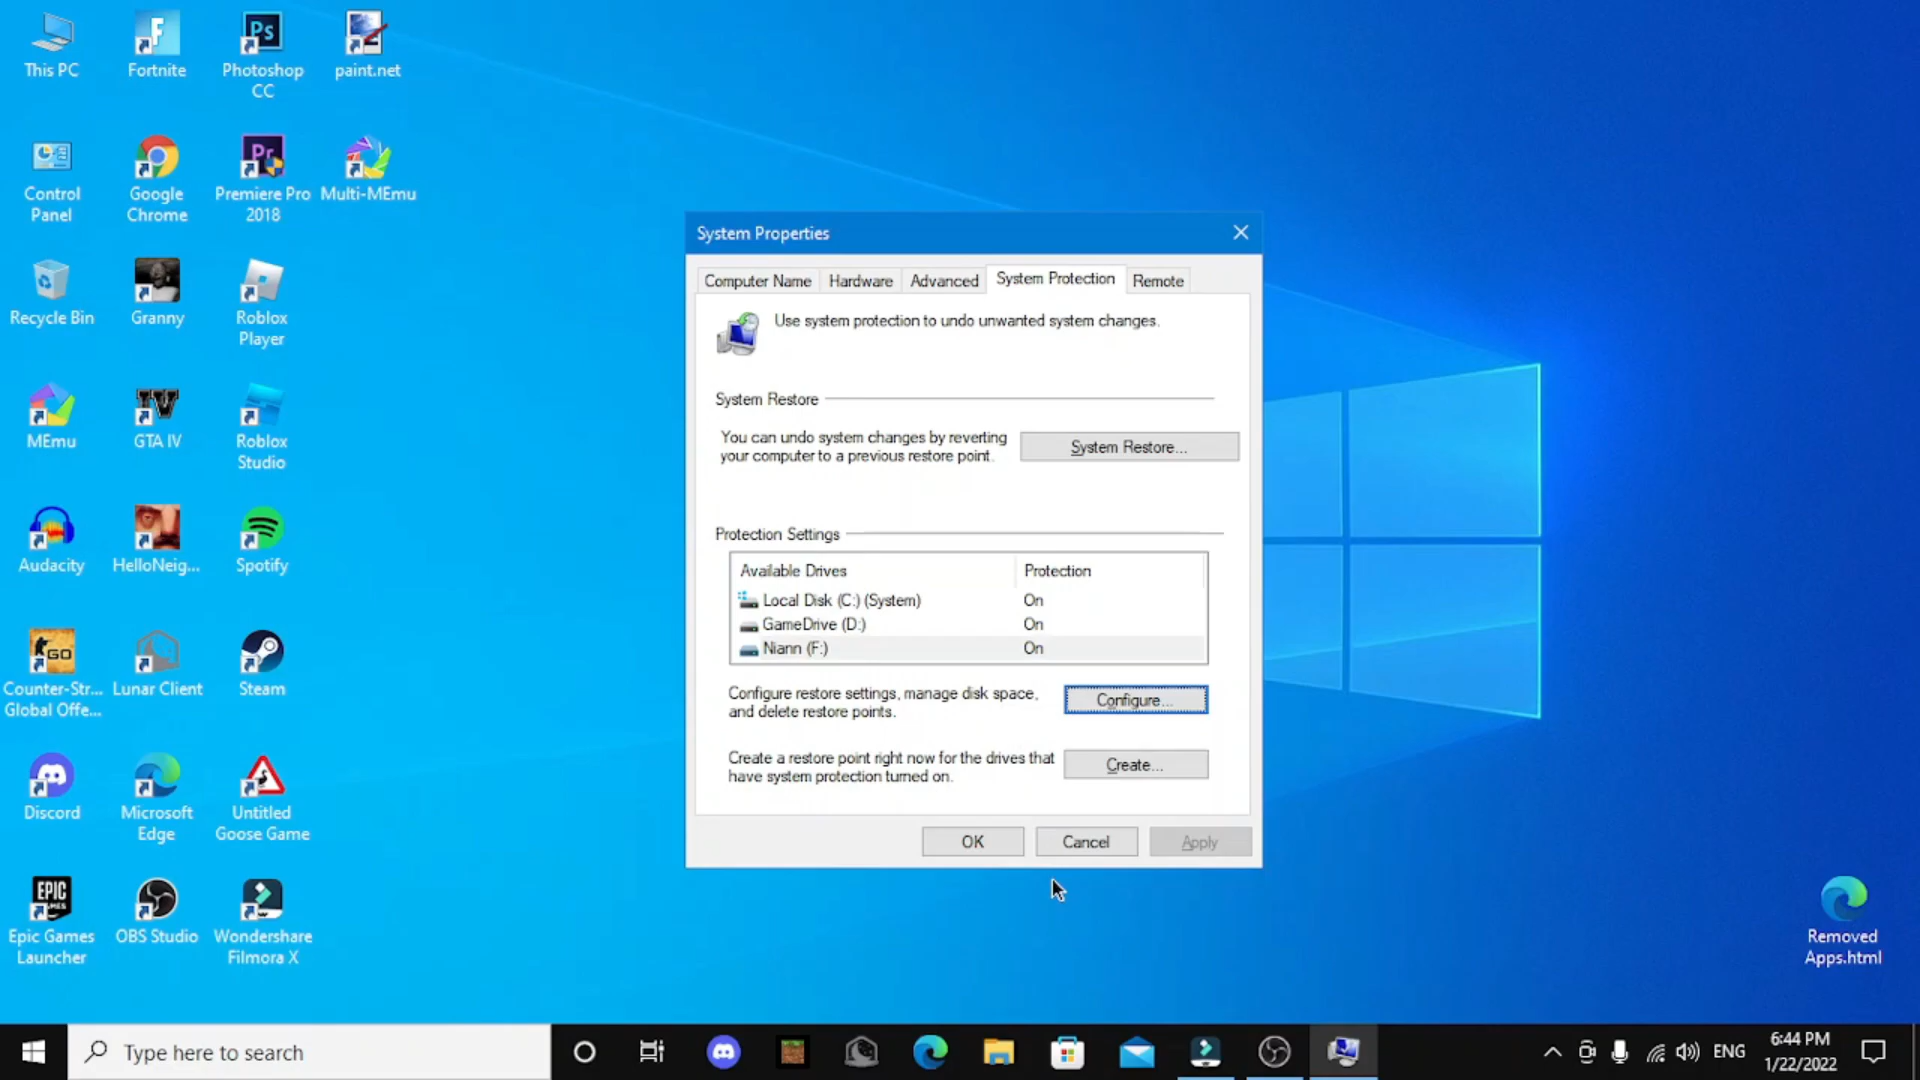 This PC
Fortnite
Photoshop
CC
paint.net
Control
Panel
Google
Chrome
Premiere Pro
2018
Multi-MEmu
Recycle Bin
Granny
Roblox
Player
MEmu
GTA IV
Roblox
Studio
Audacity
HelloNeig...
Spotify
Counter-Str...
Global Offe...
Lunar Client
Steam
Discord
Microsoft
Edge
Untitled
Goose Game
Epic Games
Launcher
OBS Studio
Wondershare
Filmora X
System Properties
Computer Name
Hardware
Advanced
System Protection
Remote
Use system protection to undo unwanted system changes.
System Restore
You can undo system changes by reverting
your computer to a previous restore point.
System Restore...
Protection Settings
Available Drives
Protection
Local Disk (C:) (System)
On
GameDrive (D:)
On
Niann (F:)
On
Configure restore settings, manage disk space,
and delete restore points.
Configure...
Create a restore point right now for the drives that
have system protection turned on.
Create...
OK
Cancel
Apply
Removed
Apps.html
Type here to search
ENG
6:44 PM
1/22/2022
F
Ps
Pr
IV
GO
EPIC
GAMES